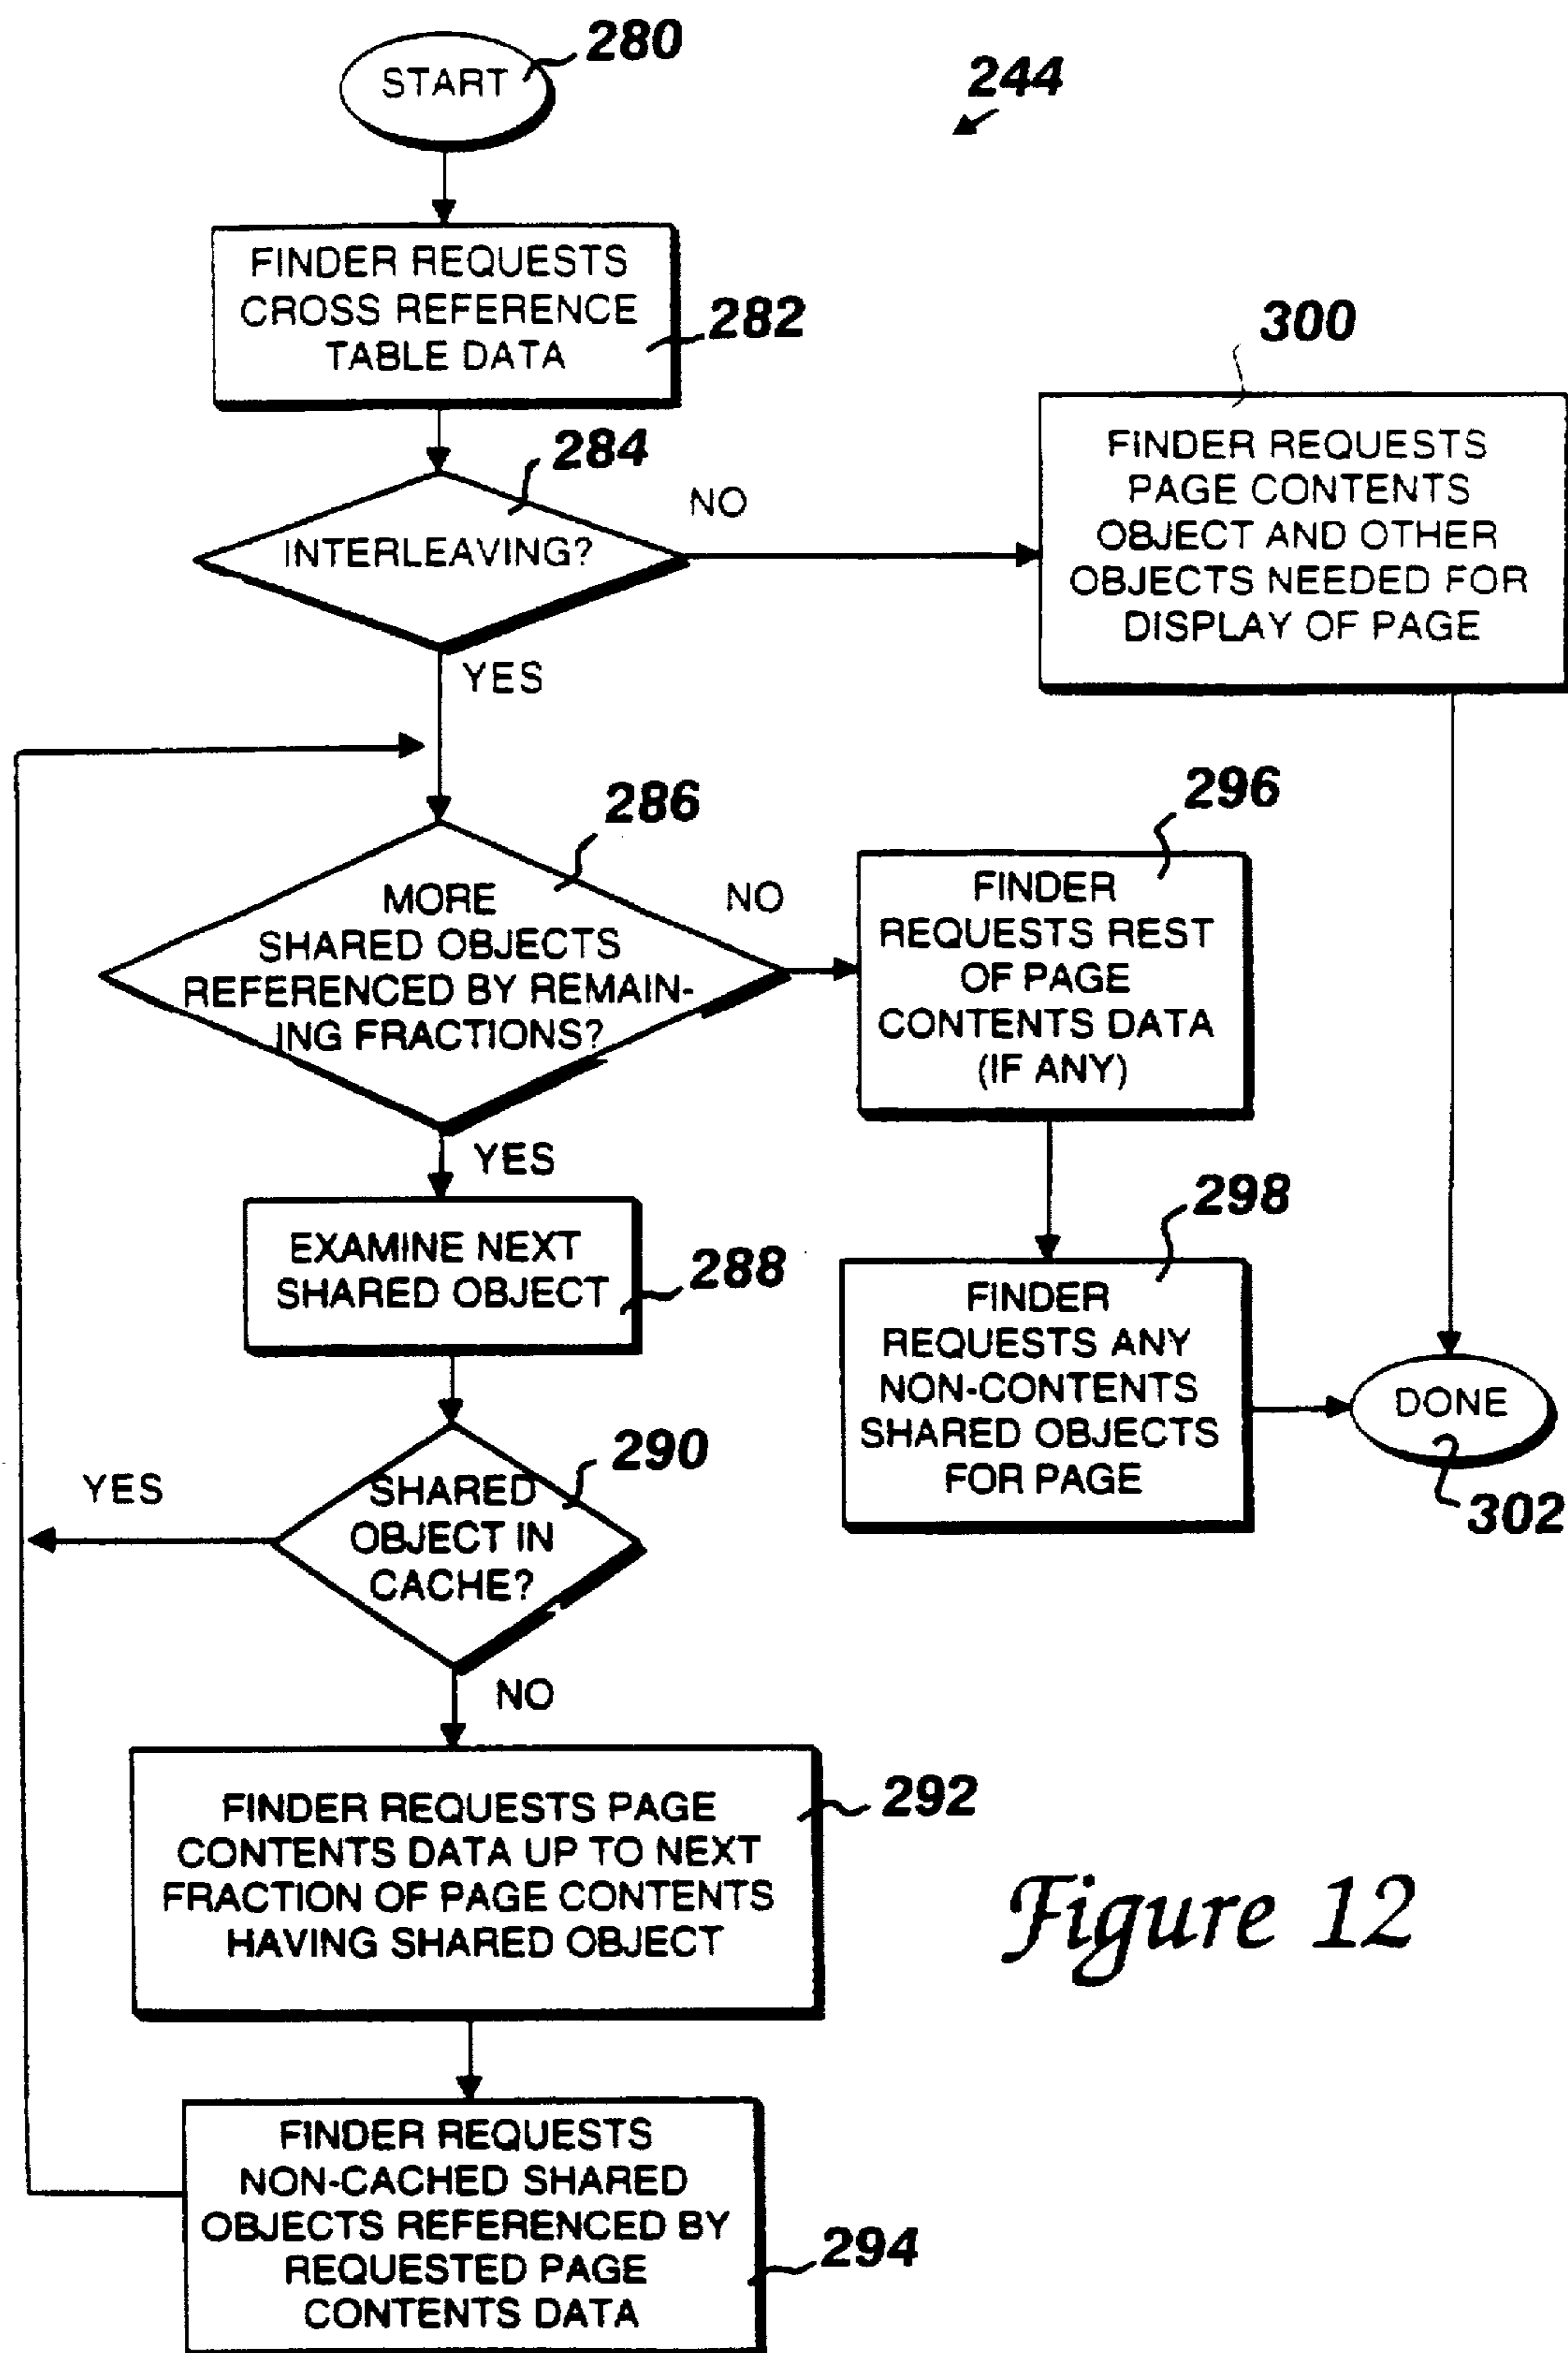 START
280
244
FINDER REQUESTS
CROSS REFERENCE
TABLE DATA
282
300
FINDER REQUESTS
PAGE CONTENTS
OBJECT AND OTHER
OBJECTS NEEDED FOR
DISPLAY OF PAGE
284
INTERLEAVING?
NO
YES
286
MORE
SHARED OBJECTS
REFERENCED BY REMAIN-
ING FRACTIONS?
NO
296
FINDER
REQUESTS REST
OF PAGE
CONTENTS DATA
(IF ANY)
YES
EXAMINE NEXT
SHARED OBJECT
288
298
FINDER
REQUESTS ANY
NON-CONTENTS
SHARED OBJECTS
FOR PAGE
DONE
302
290
SHARED
OBJECT IN
CACHE?
YES
NO
FINDER REQUESTS PAGE
CONTENTS DATA UP TO NEXT
FRACTION OF PAGE CONTENTS
HAVING SHARED OBJECT
292
FINDER REQUESTS
NON-CACHED SHARED
OBJECTS REFERENCED BY
REQUESTED PAGE
CONTENTS DATA
294
Figure 12